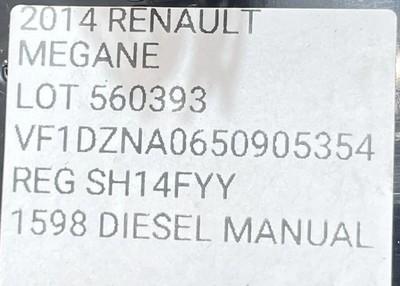 2014 RENAULT
MEGANE
LOT 560393
VF1DZNA0650905354
REG SH14FYY
1598 DIESEL MANUAL